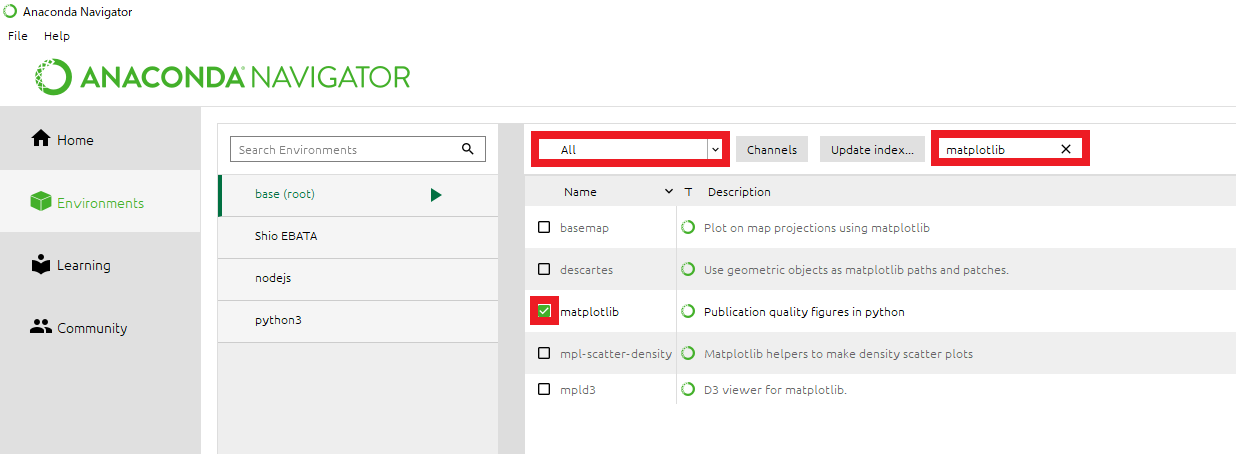 Anaconda Navigator
File Help
ANACONDA NAVIGATOR
Home
Environments
Learning
Community
Search Environments
base (root)
Shio EBATA
nodejs
python3
All Channels Update index... matplotlib
Name T Description
basemap Plot on map projections using matplotlib
descartes Use geometric objects as matplotlib paths and patches.
matplotlib Publication quality figures in python
mpl-scatter-density Matplotlib helpers to make density scatter plots
mpld3 D3 viewer for matplotlib.